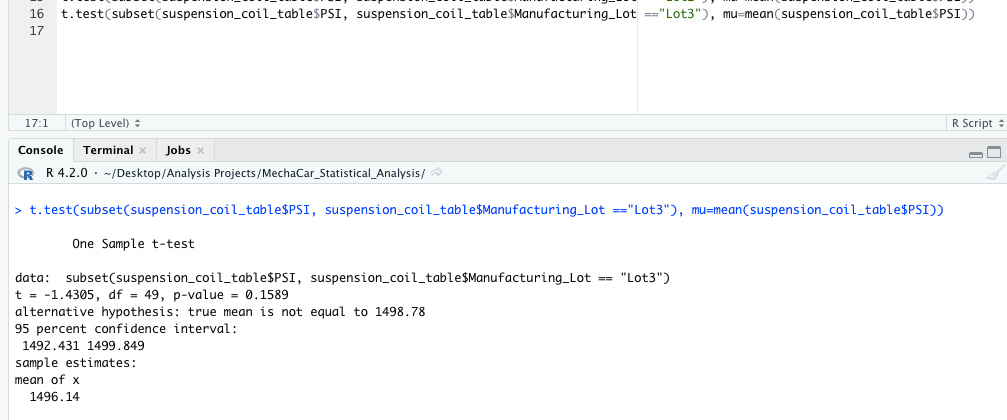 16 t.test(subset(suspension_coil_table$PSI, suspension_coil_table$Manufacturing_Lot =="Lot3"), mu=mean(suspension_coil_table$PSI))
17
17:1 (Top Level) R Script
Console Terminal Jobs
R 4.2.0 · ~/Desktop/Analysis Projects/MechaCar_Statistical_Analysis/
> t.test(subset(suspension_coil_table$PSI, suspension_coil_table$Manufacturing_Lot =="Lot3"), mu=mean(suspension_coil_table$PSI))
One Sample t-test
data:  subset(suspension_coil_table$PSI, suspension_coil_table$Manufacturing_Lot == "Lot3")
t = -1.4305, df = 49, p-value = 0.1589
alternative hypothesis: true mean is not equal to 1498.78
95 percent confidence interval:
1492.431 1499.849
sample estimates:
mean of x
1496.14